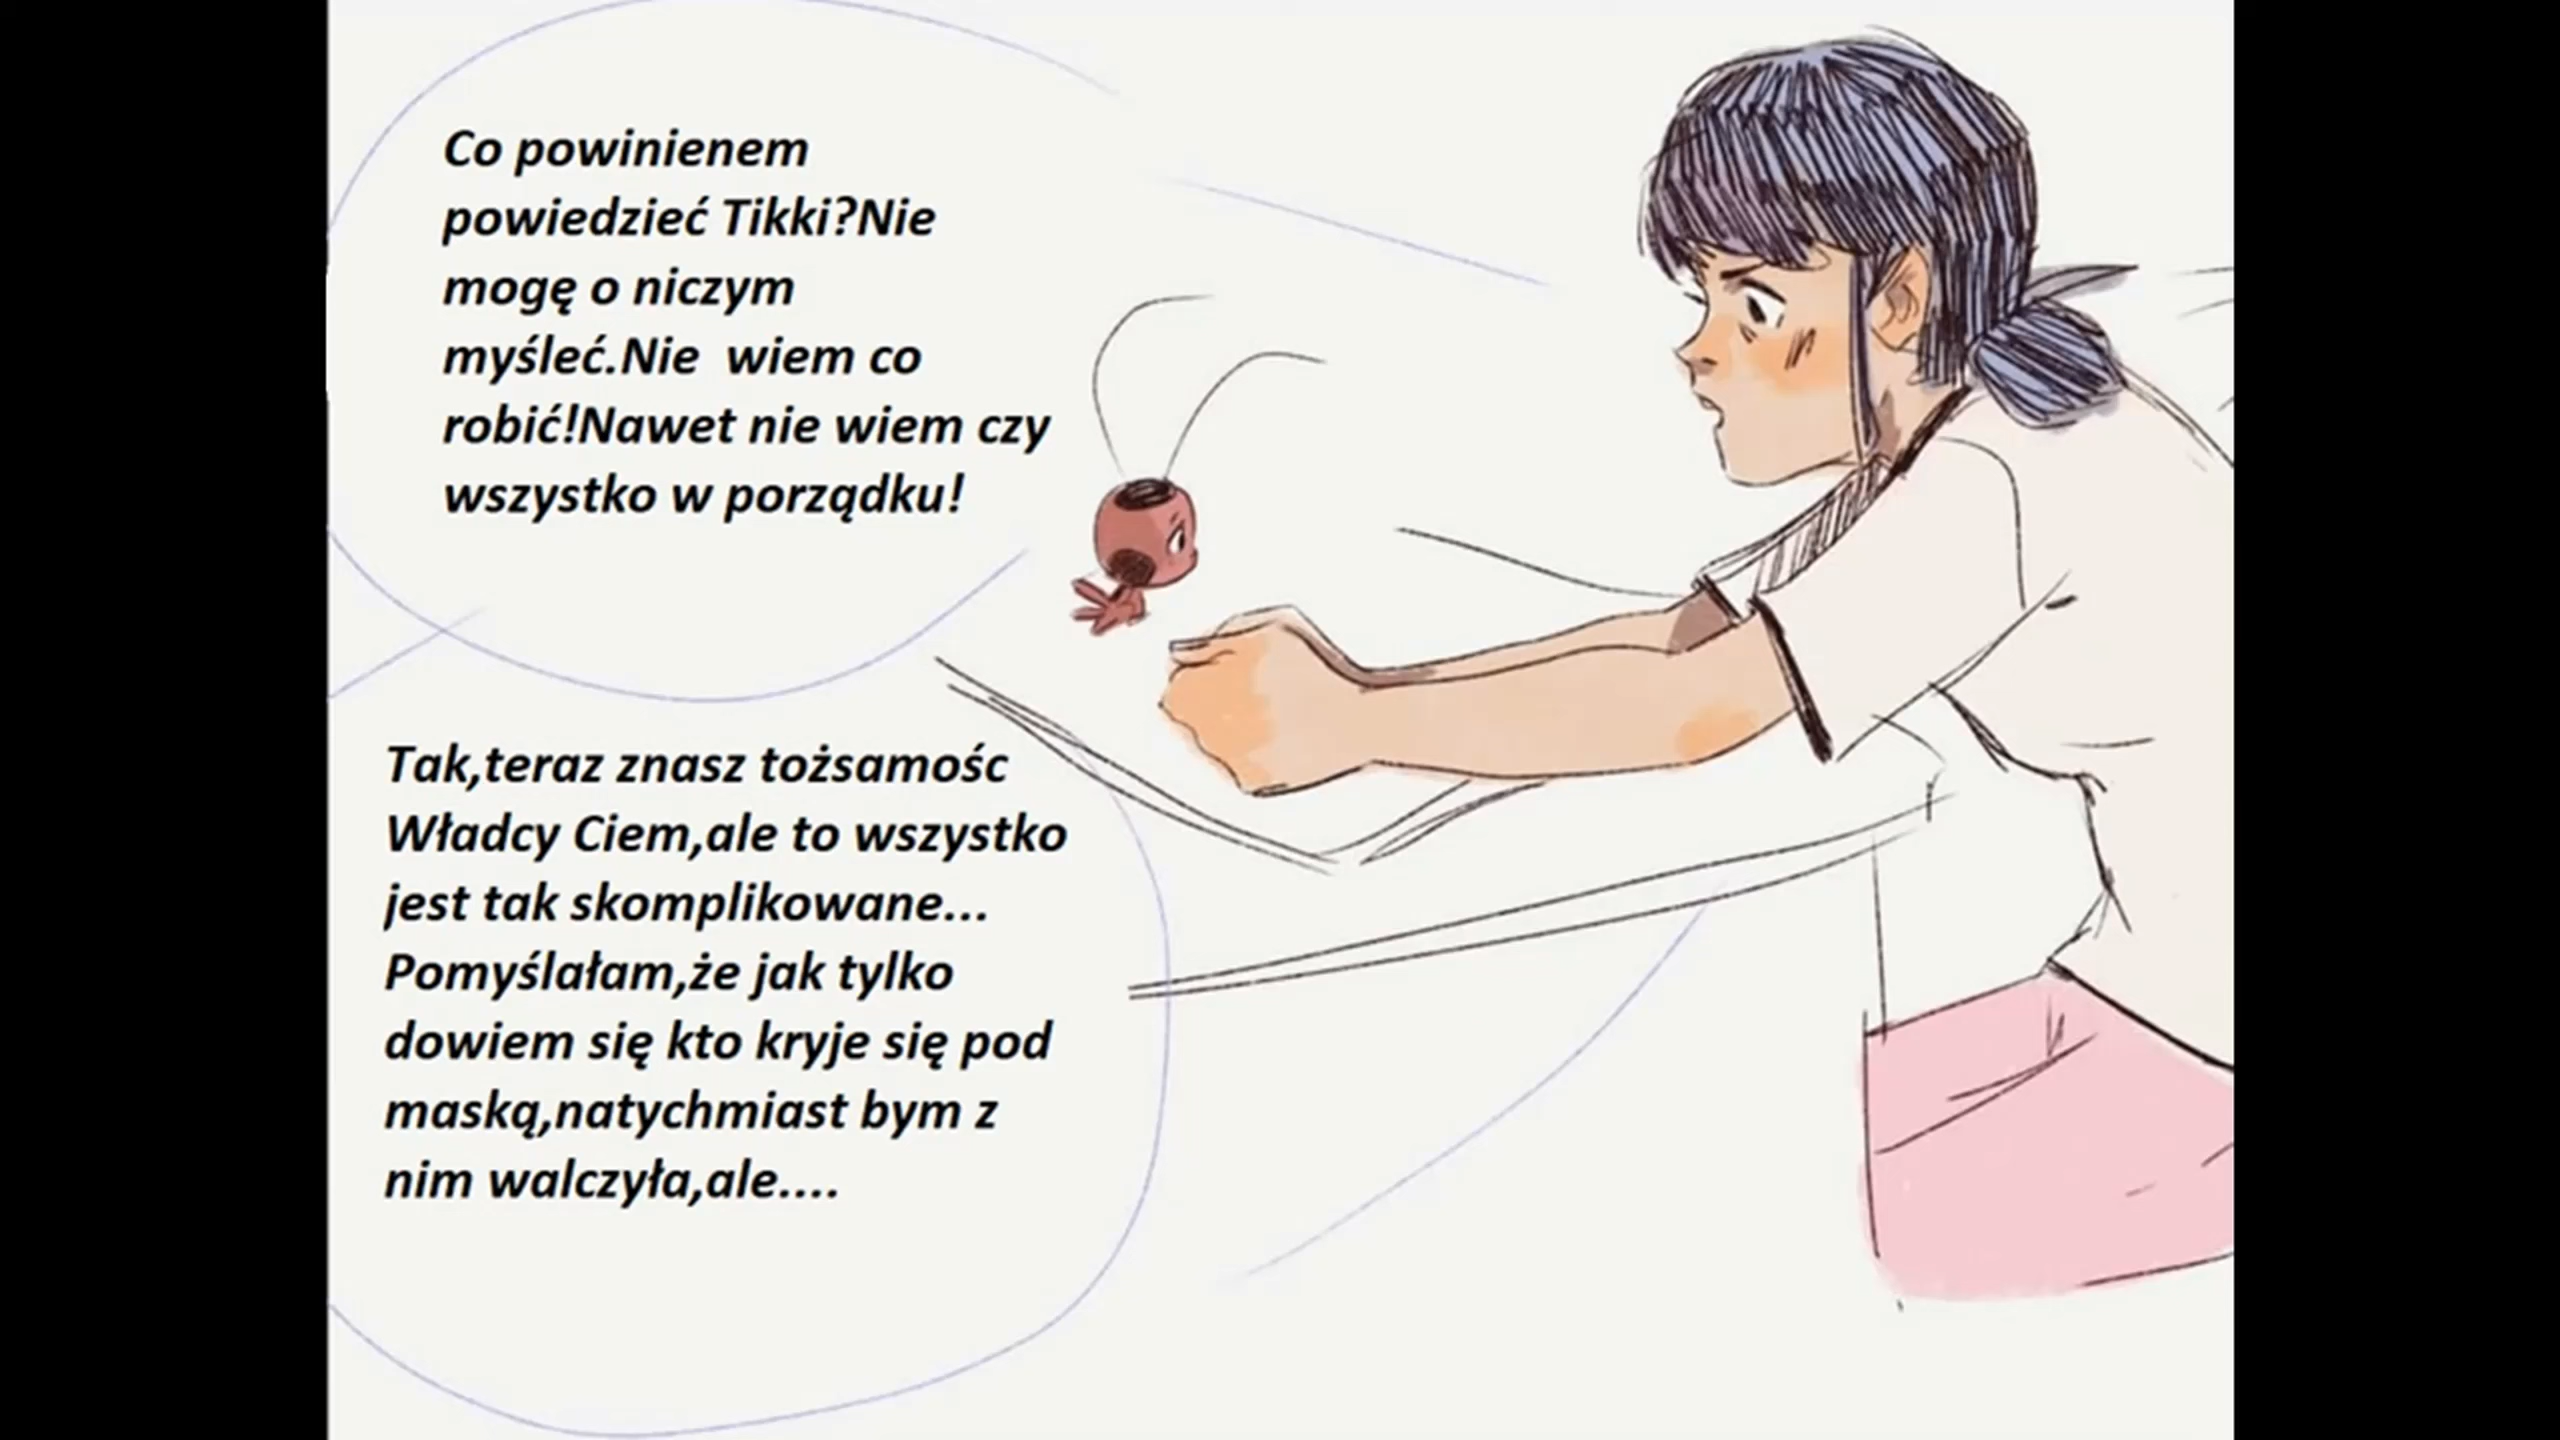 Co powinienem
powiedzieć Tikki?Nie
mogę o niczym
myśleć.Nie  wiem co
robić!Nawet nie wiem czy
wszystko w porządku!
Tak,teraz znasz tożsamośc
Władcy Ciem,ale to wszystko
jest tak skomplikowane...
Pomyślałam,że jak tylko
dowiem się kto kryje się pod
maską,natychmiast bym z
nim walczyła,ale....